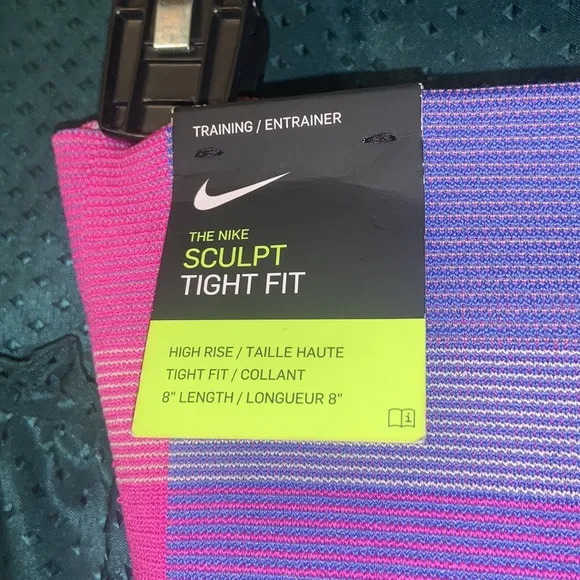 TRAINING / ENTRAINER
THE NIKE
SCULPT
TIGHT FIT
HIGH RISE / TAILLE HAUTE
TIGHT FIT / COLLANT
8" LENGTH / LONGUEUR 8"
i